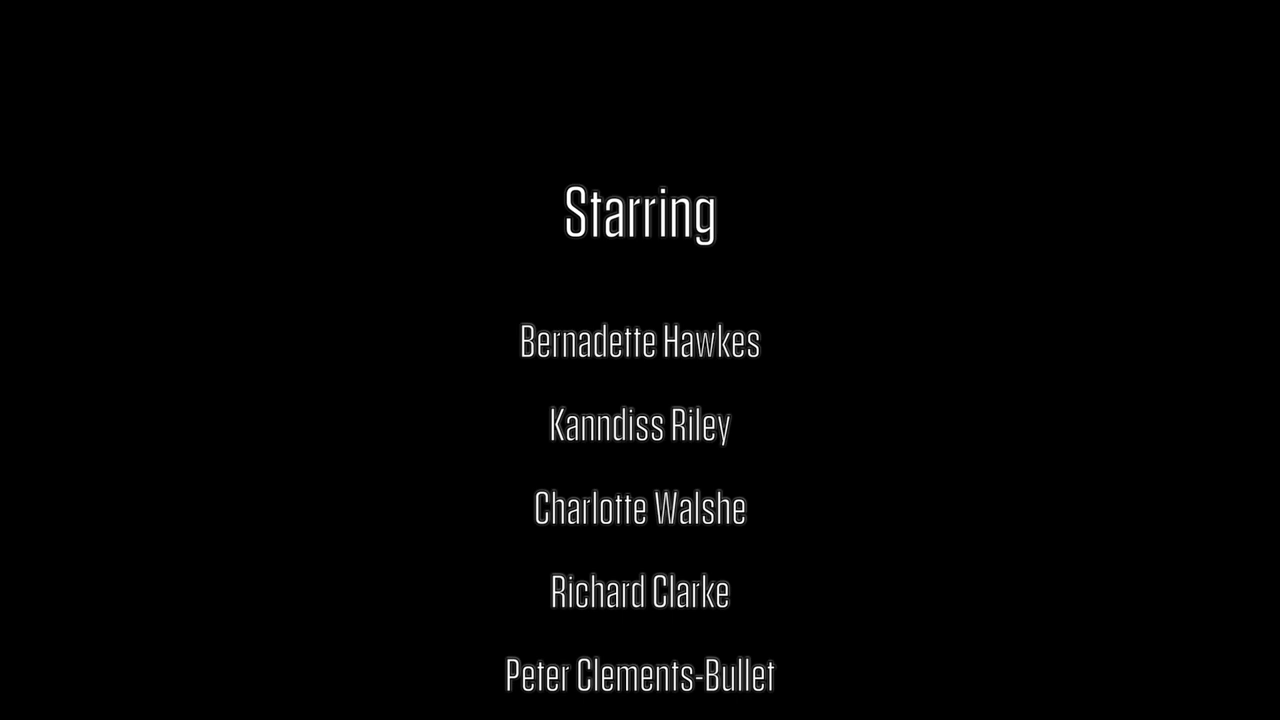 Starring
Bernadette Hawkes
Kanndiss Riley
Charlotte Walshe
Richard Clarke
Peter Clements-Bullet